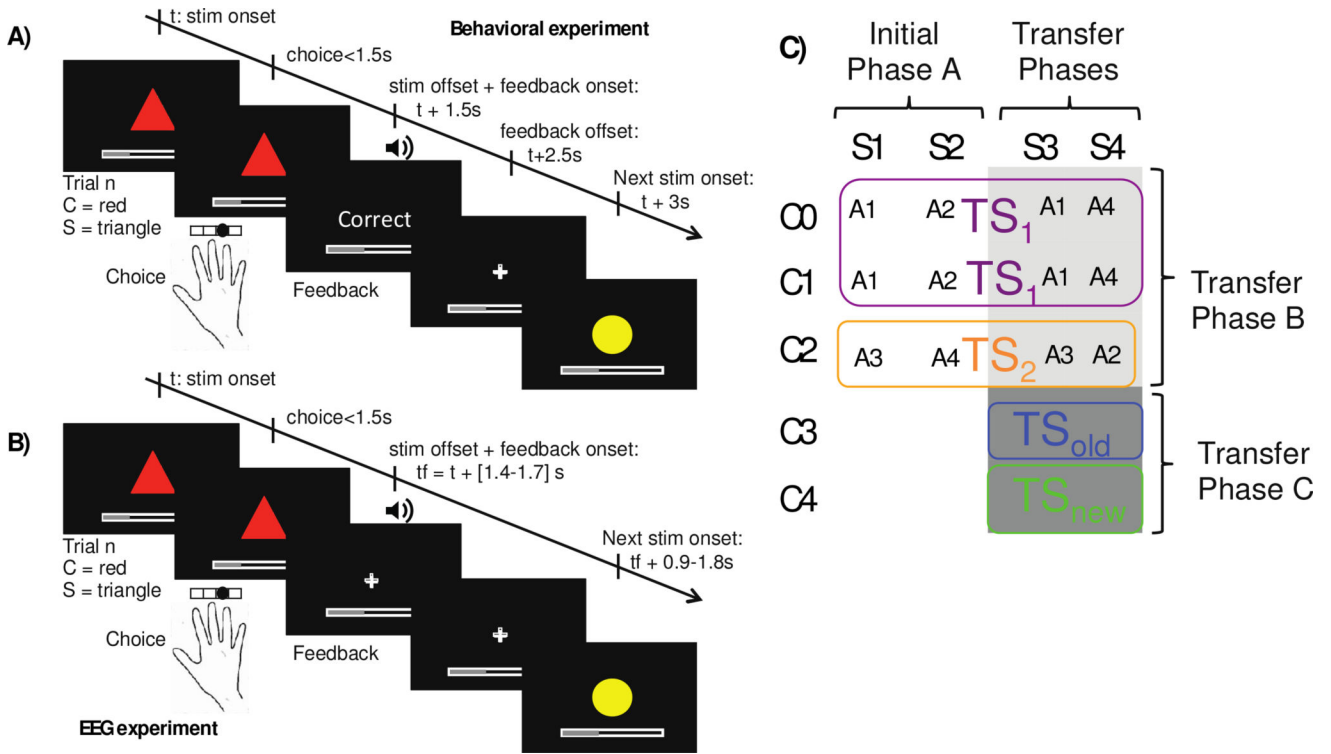 A)
t: stim onset
Behavioral experiment
choice<1.5s
stim offset + feedback onset:
t + 1.5s
feedback offset:
t+2.5s
Next stim onset:
t + 3s
Trial n
C = red
S = triangle
Correct
Choice
Feedback
B)
t: stim onset
choice<1.5s
stim offset + feedback onset:
tf = t + [1.4-1.7] s
Next stim onset:
tf + 0.9-1.8s
Trial n
C = red
S = triangle
Choice
Feedback
EEG experiment
C)
Initial
Phase A
Transfer
Phases
S1 S2 S3 S4
C0 A1 A2 TS1 A1 A4
C1 A1 A2 TS1 A1 A4
C2 A3 A4 TS2 A3 A2
Transfer
Phase B
C3 TSold
C4 TSnew
Transfer
Phase C